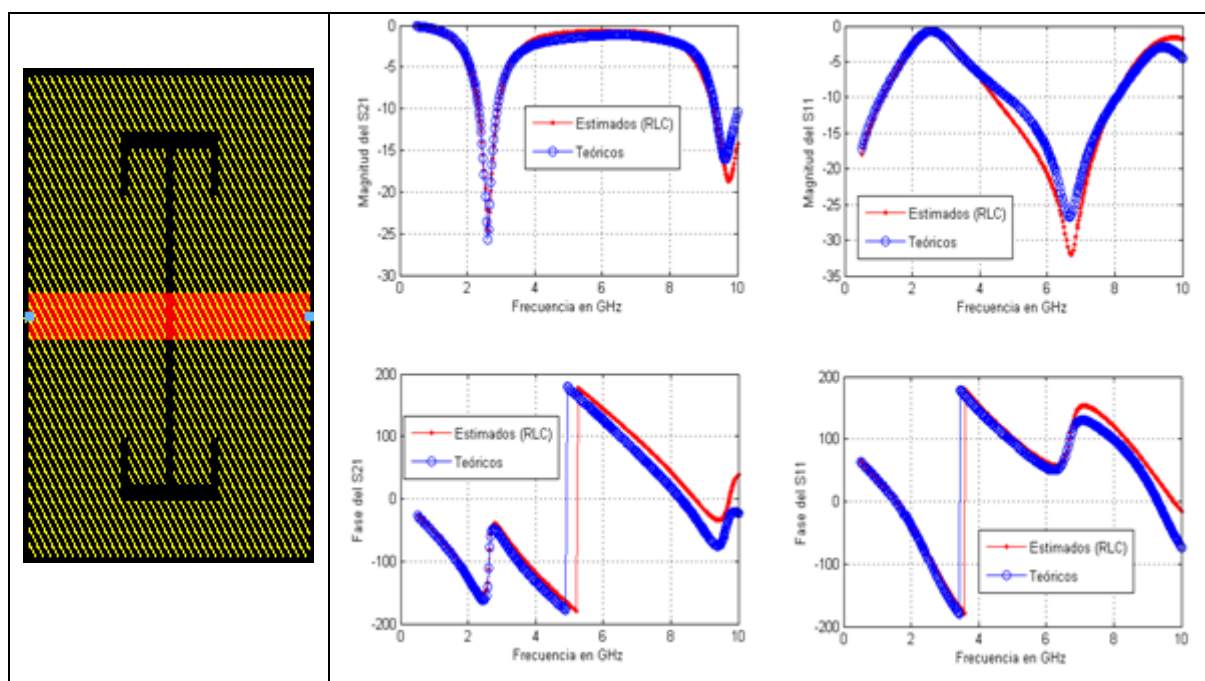 Magnitud del S21
0
-5
-10
-15
-20
-25
-30
Estimados (RLC)
Teóricos
0 2 4 6 8 10
Frecuencia en GHz
Magnitud del S11
0
-5
-10
-15
-20
-25
-30
-35
Estimados (RLC)
Teóricos
0 2 4 6 8 10
Frecuencia en GHz
Fase del S21
200
100
0
-100
-200
Estimados (RLC)
Teóricos
0 2 4 6 8 10
Frecuencia en GHz
Fase del S11
200
100
0
-100
-200
Estimados (RLC)
Teóricos
0 2 4 6 8 10
Frecuencia en GHz